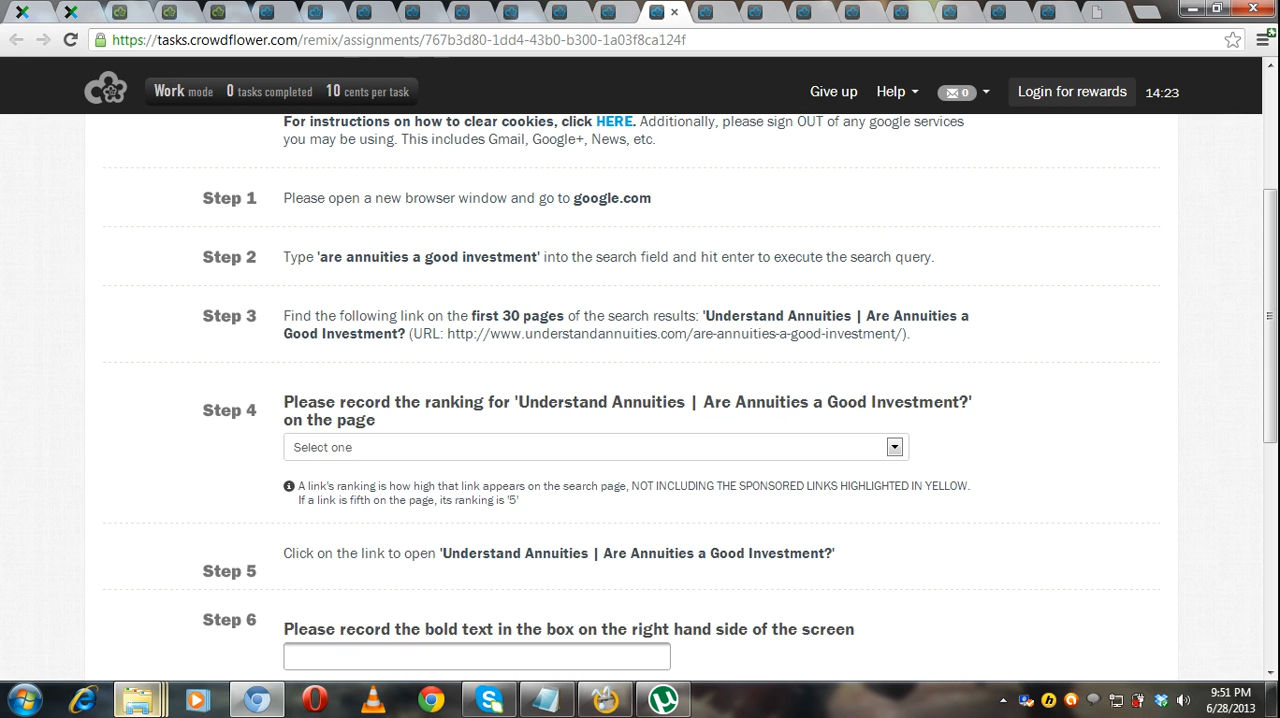 https://tasks.crowdflower.com/remix/assignments/767b3d80-1dd4-43b0-b300-1a03f8ca124f
Work mode 0 tasks completed 10 cents per task
Give up Help 0 Login for rewards 14:23
For instructions on how to clear cookies, click HERE. Additionally, please sign OUT of any google services
you may be using. This includes Gmail, Google+, News, etc.
Step 1 Please open a new browser window and go to google.com
Step 2 Type 'are annuities a good investment' into the search field and hit enter to execute the search query.
Step 3 Find the following link on the first 30 pages of the search results: 'Understand Annuities | Are Annuities a
Good Investment? (URL: http://www.understandannuities.com/are-annuities-a-good-investment/).
Step 4 Please record the ranking for 'Understand Annuities | Are Annuities a Good Investment?'
on the page
Select one
A link's ranking is how high that link appears on the search page, NOT INCLUDING THE SPONSORED LINKS HIGHLIGHTED IN YELLOW.
If a link is fifth on the page, its ranking is '5'
Click on the link to open 'Understand Annuities | Are Annuities a Good Investment?'
Step 5
Step 6
Please record the bold text in the box on the right hand side of the screen
9:51 PM
6/28/2013